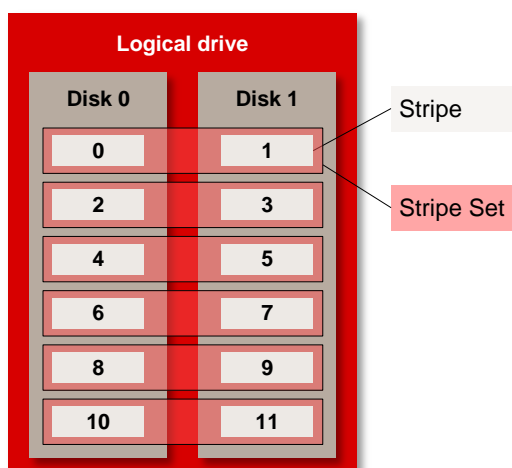 Logical drive
Disk 0 Disk 1
Stripe
0 1
2 3
Stripe Set
4 5
6 7
8 9
10 11